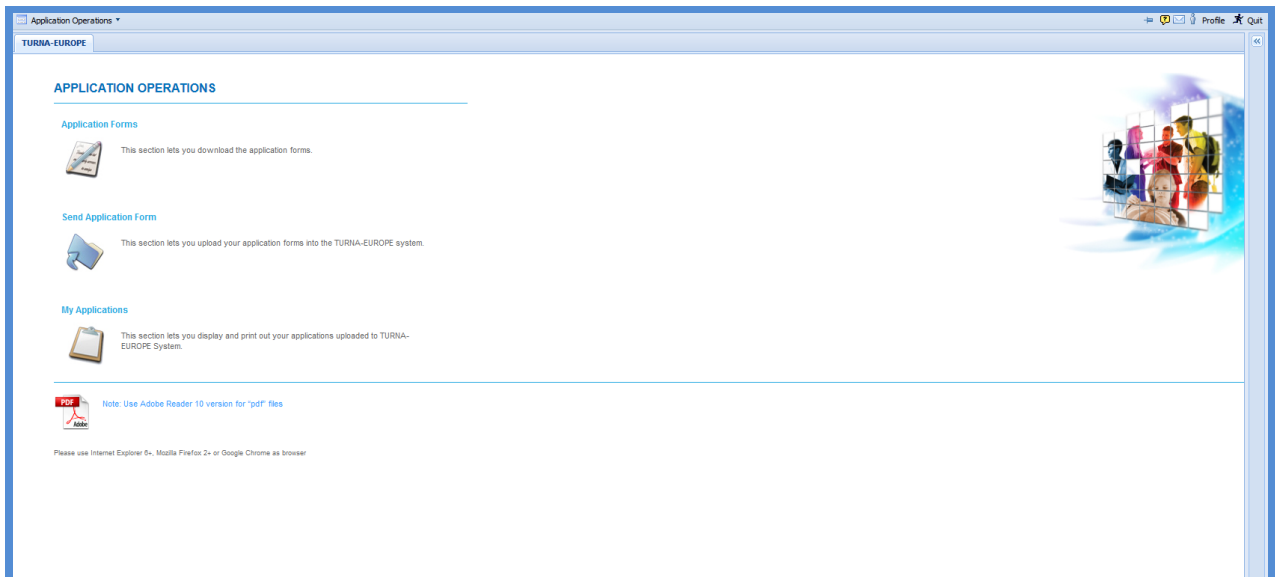 Application Operations
Profile Quit
TURNA-EUROPE
APPLICATION OPERATIONS
Application Forms
This section lets you download the application forms.
Send Application Form
This section lets you upload your application forms into the TURNA-EUROPE system.
My Applications
This section lets you display and print out your applications uploaded to TURNA-
EUROPE System.
PDF
Adobe
Note: Use Adobe Reader 10 version for "pdf" files
Please use Internet Explorer 6+, Mozilla Firefox 2+ or Google Chrome as browser